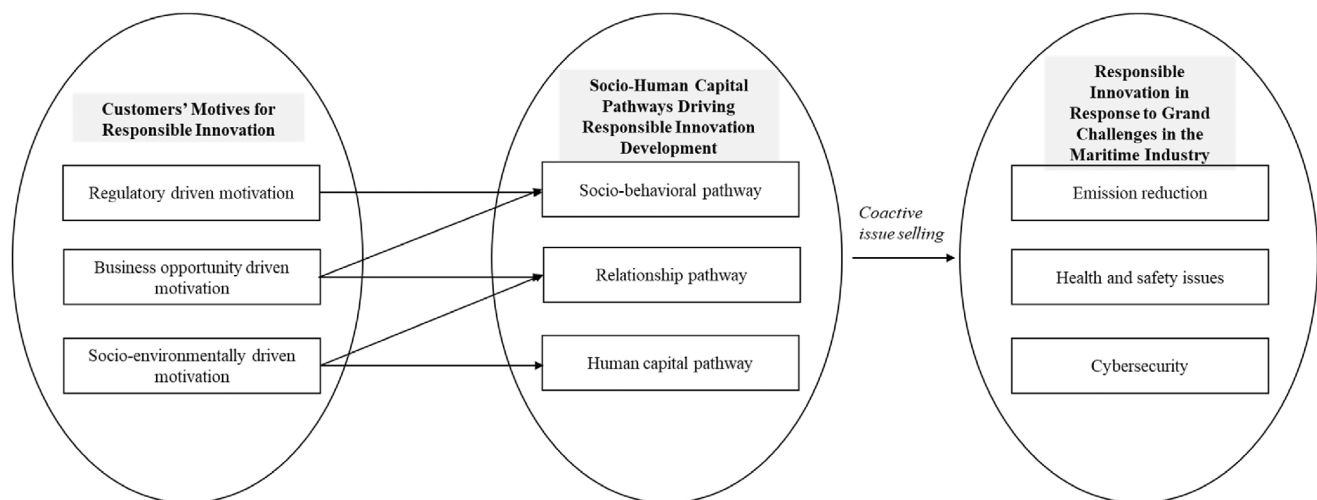 Customers’ Motives for
Responsible Innovation
Regulatory driven motivation
Business opportunity driven
motivation
Socio-environmentally driven
motivation
Socio-Human Capital
Pathways Driving
Responsible Innovation
Development
Socio-behavioral pathway
Relationship pathway
Human capital pathway
Coactive
issue selling
Responsible
Innovation in
Response to Grand
Challenges in the
Maritime Industry
Emission reduction
Health and safety issues
Cybersecurity